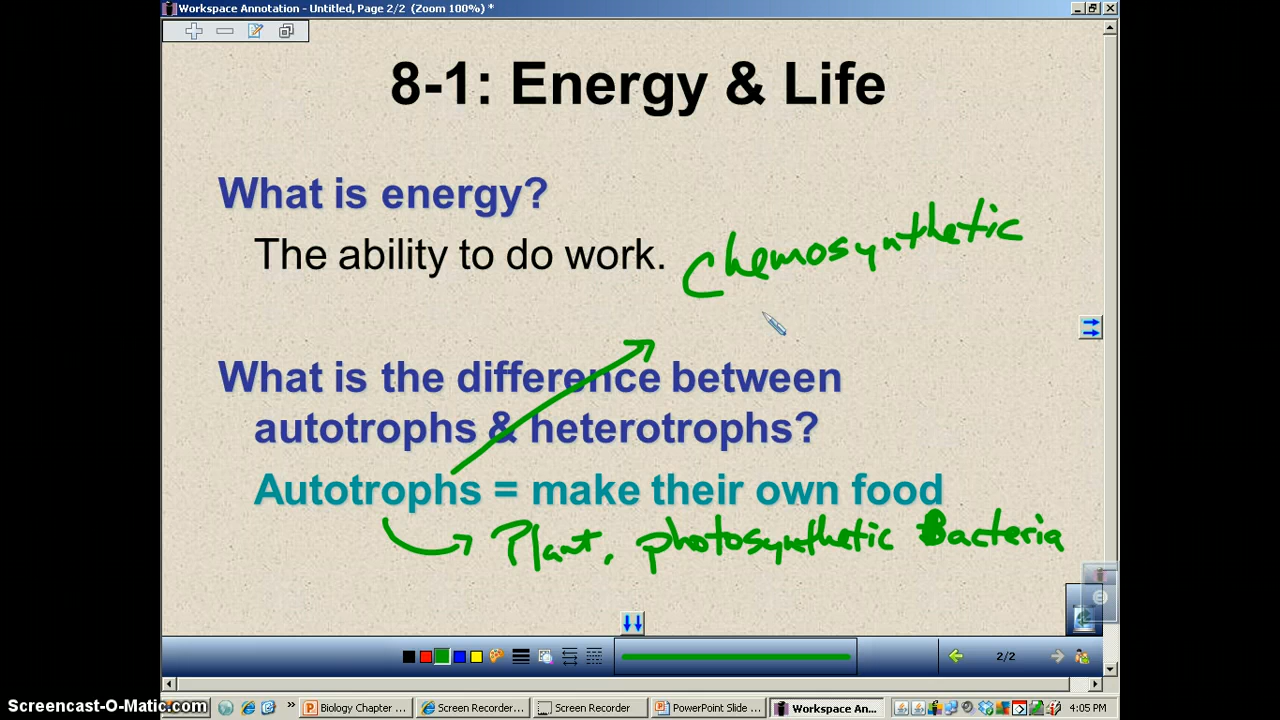 Workspace Annotation - Untitled, Page 2/2 (Zoom 100%) *
8-1: Energy & Life
What is energy?
The ability to do work.
chemosynthetic
What is the difference between
autotrophs & heterotrophs?
Autotrophs = make their own food
Plant, photosynthetic Bacteria
2/2
Screencast-O-Matic.com
Biology Chapter ...
Screen Recorder...
Screen Recorder
PowerPoint Slide ...
Workspace An...
4:05 PM